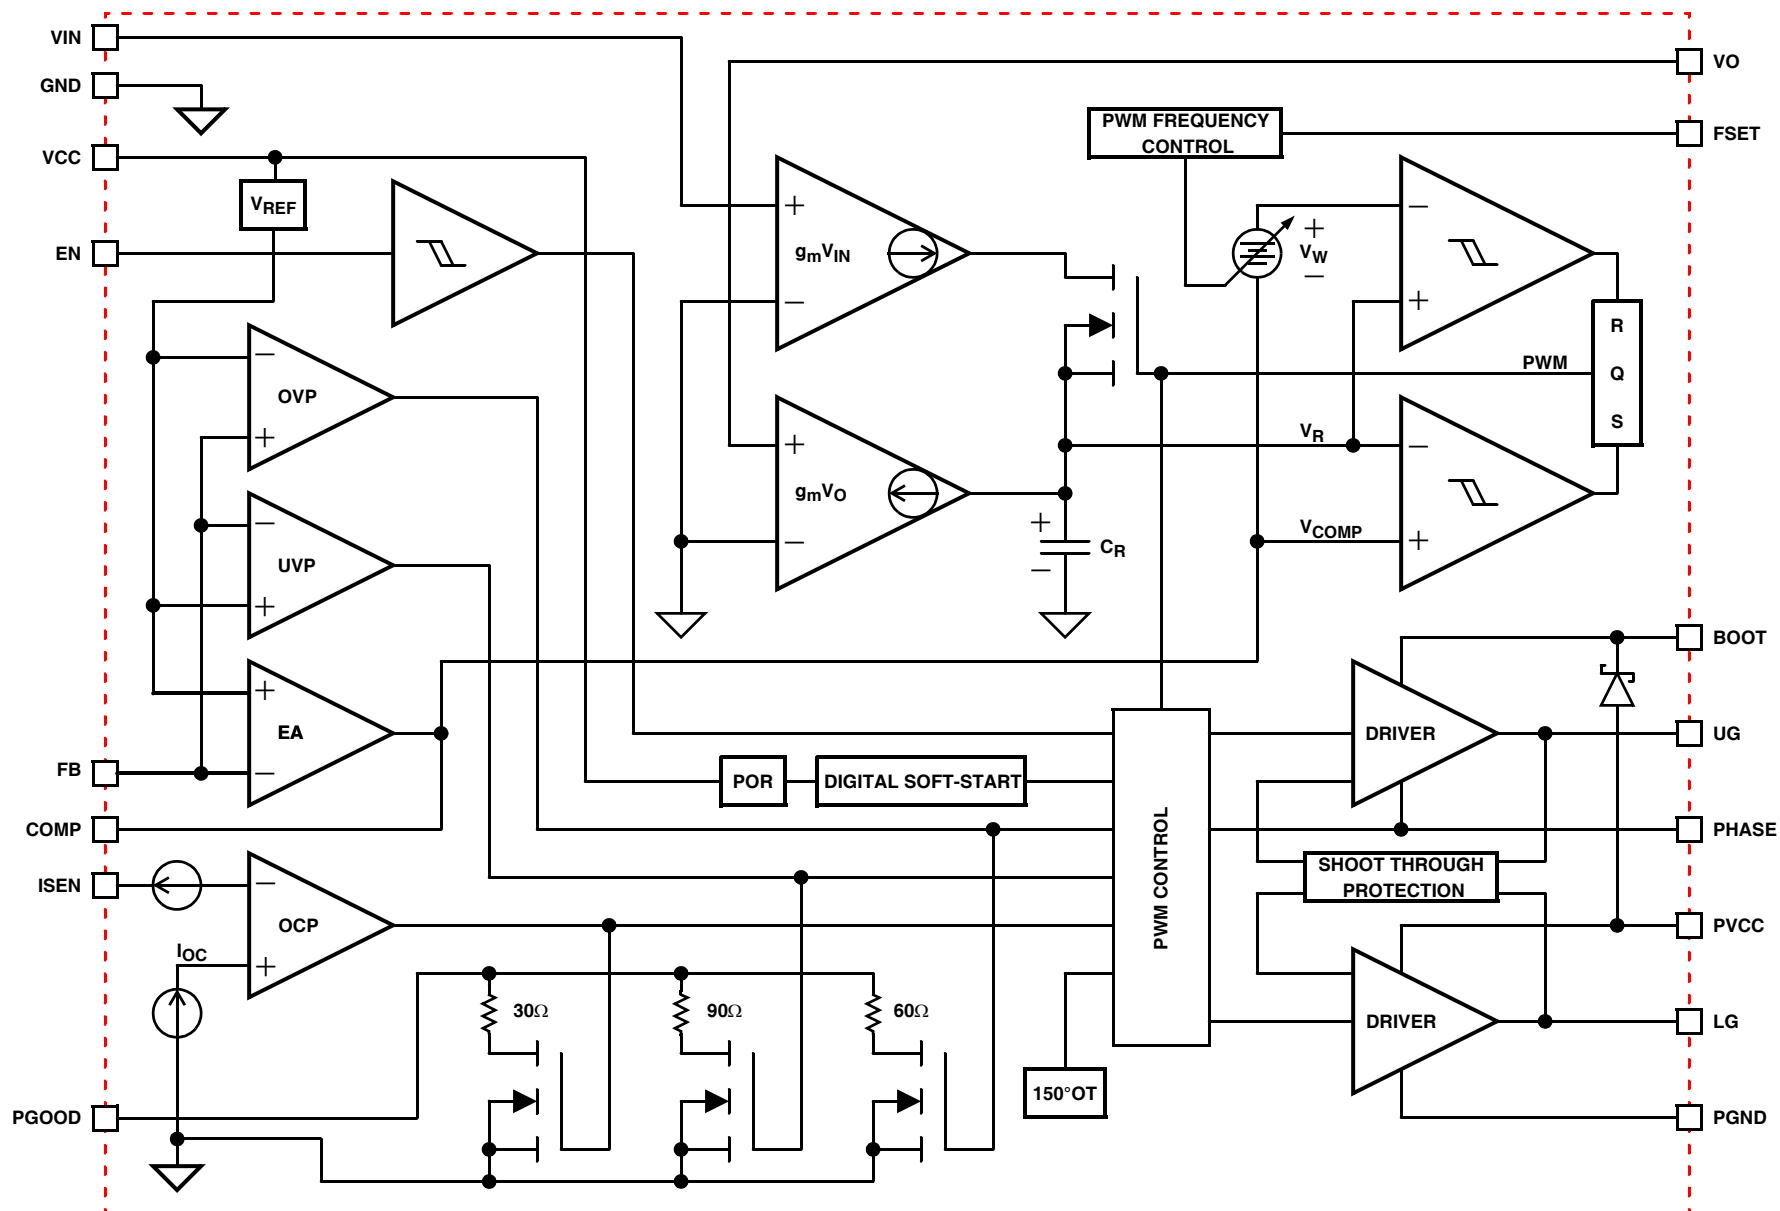 VIN
VO
GND
PWM FREQUENCY
CONTROL
FSET
VCC
VREF
+
−
gmVIN
+
VW
−
EN
−
+
R
PWM
Q
S
−
OVP
+
+
gmVO
−
VR
−
VCOMP
+
+
CR
−
−
UVP
+
BOOT
+
EA
−
DRIVER
UG
FB
POR
DIGITAL SOFT-START
COMP
PHASE
PWM CONTROL
SHOOT THROUGH
PROTECTION
ISEN
−
OCP
+
IOC
PVCC
30Ω
90Ω
60Ω
DRIVER
LG
150°OT
PGOOD
PGND